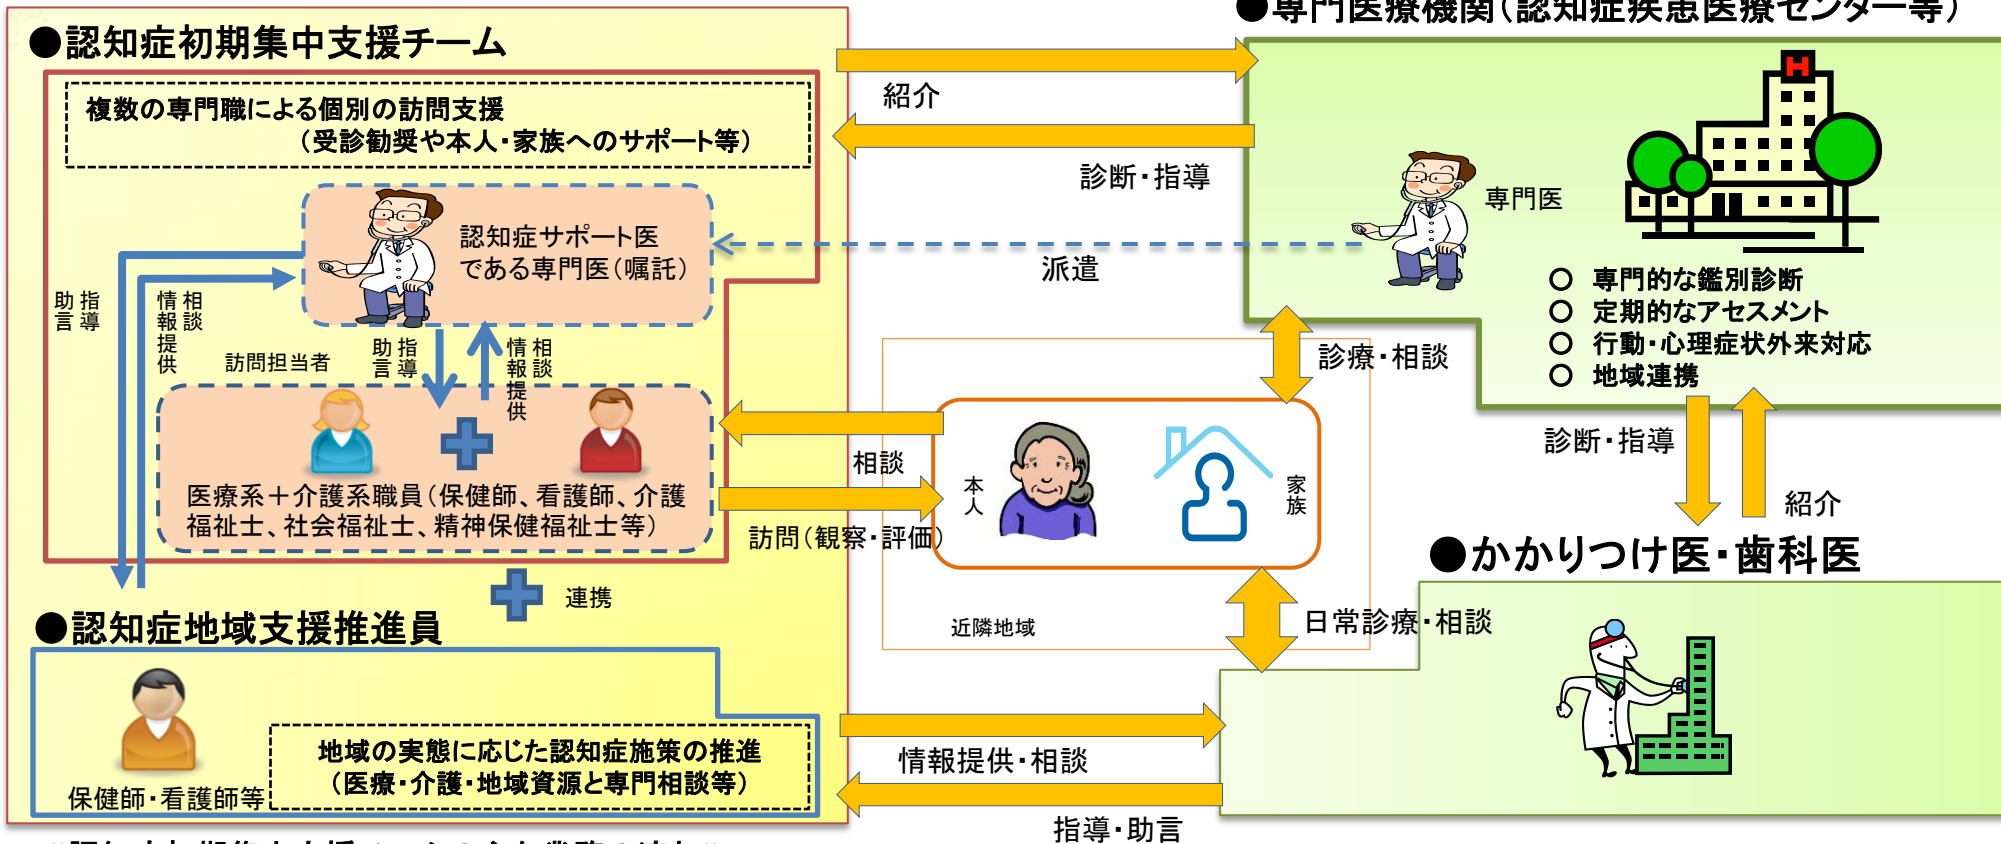 ●専門医療機関（認知症疾患医療センター等）
●認知症初期集中支援チーム
複数の専門職による個別の訪問支援
（受診勧奨や本人・家族へのサポート等）
認知症サポート医
である専門医（嘱託）
指導
助言
相談
情報提供
訪問担当者
指導
助言
相談
情報提供
医療系＋介護系職員（保健師、看護師、介護
福祉士、社会福祉士、精神保健福祉士等）
連携
●認知症地域支援推進員
保健師・看護師等
地域の実態に応じた認知症施策の推進
（医療・介護・地域資源と専門相談等）
紹介
診断・指導
派遣
専門医
○ 専門的な鑑別診断
○ 定期的なアセスメント
○ 行動・心理症状外来対応
○ 地域連携
診療・相談
相談
訪問（観察・評価）
本人
家族
近隣地域
診断・指導
紹介
●かかりつけ医・歯科医
日常診療・相談
情報提供・相談
指導・助言